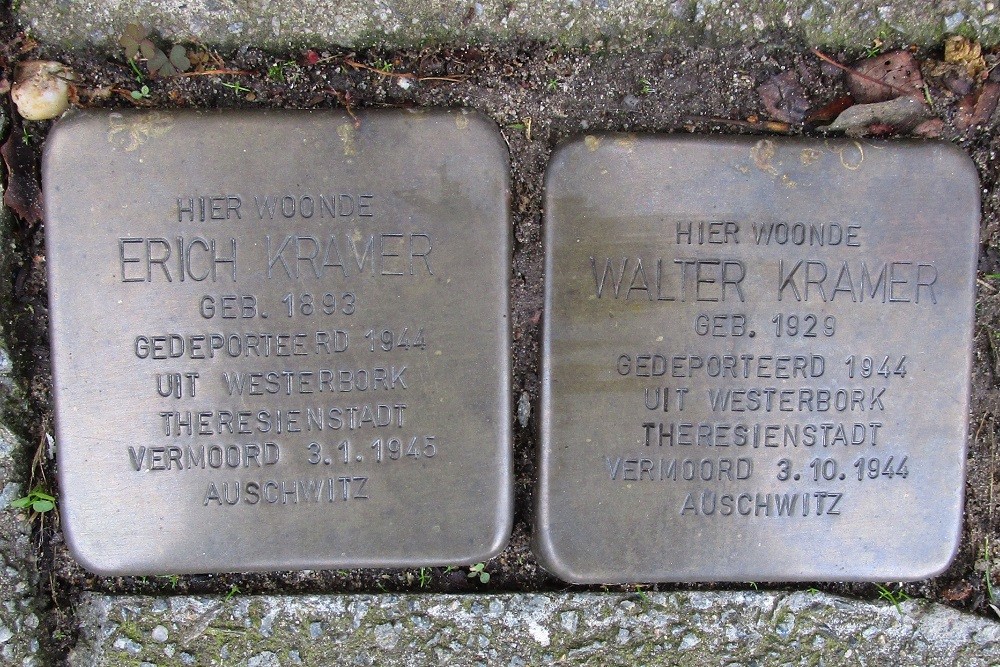 HIER WOONDE
ERICH KRAMER
GEB. 1893
GEDEPORTEERD 1944
UIT WESTERBORK
THERESIENSTADT
VERMOORD 3.1.1945
AUSCHWITZ
HIER WOONDE
WALTER KRAMER
GEB. 1929
GEDEPORTEERD 1944
UIT WESTERBORK
THERESIENSTADT
VERMOORD 3.10.1944
AUSCHWITZ